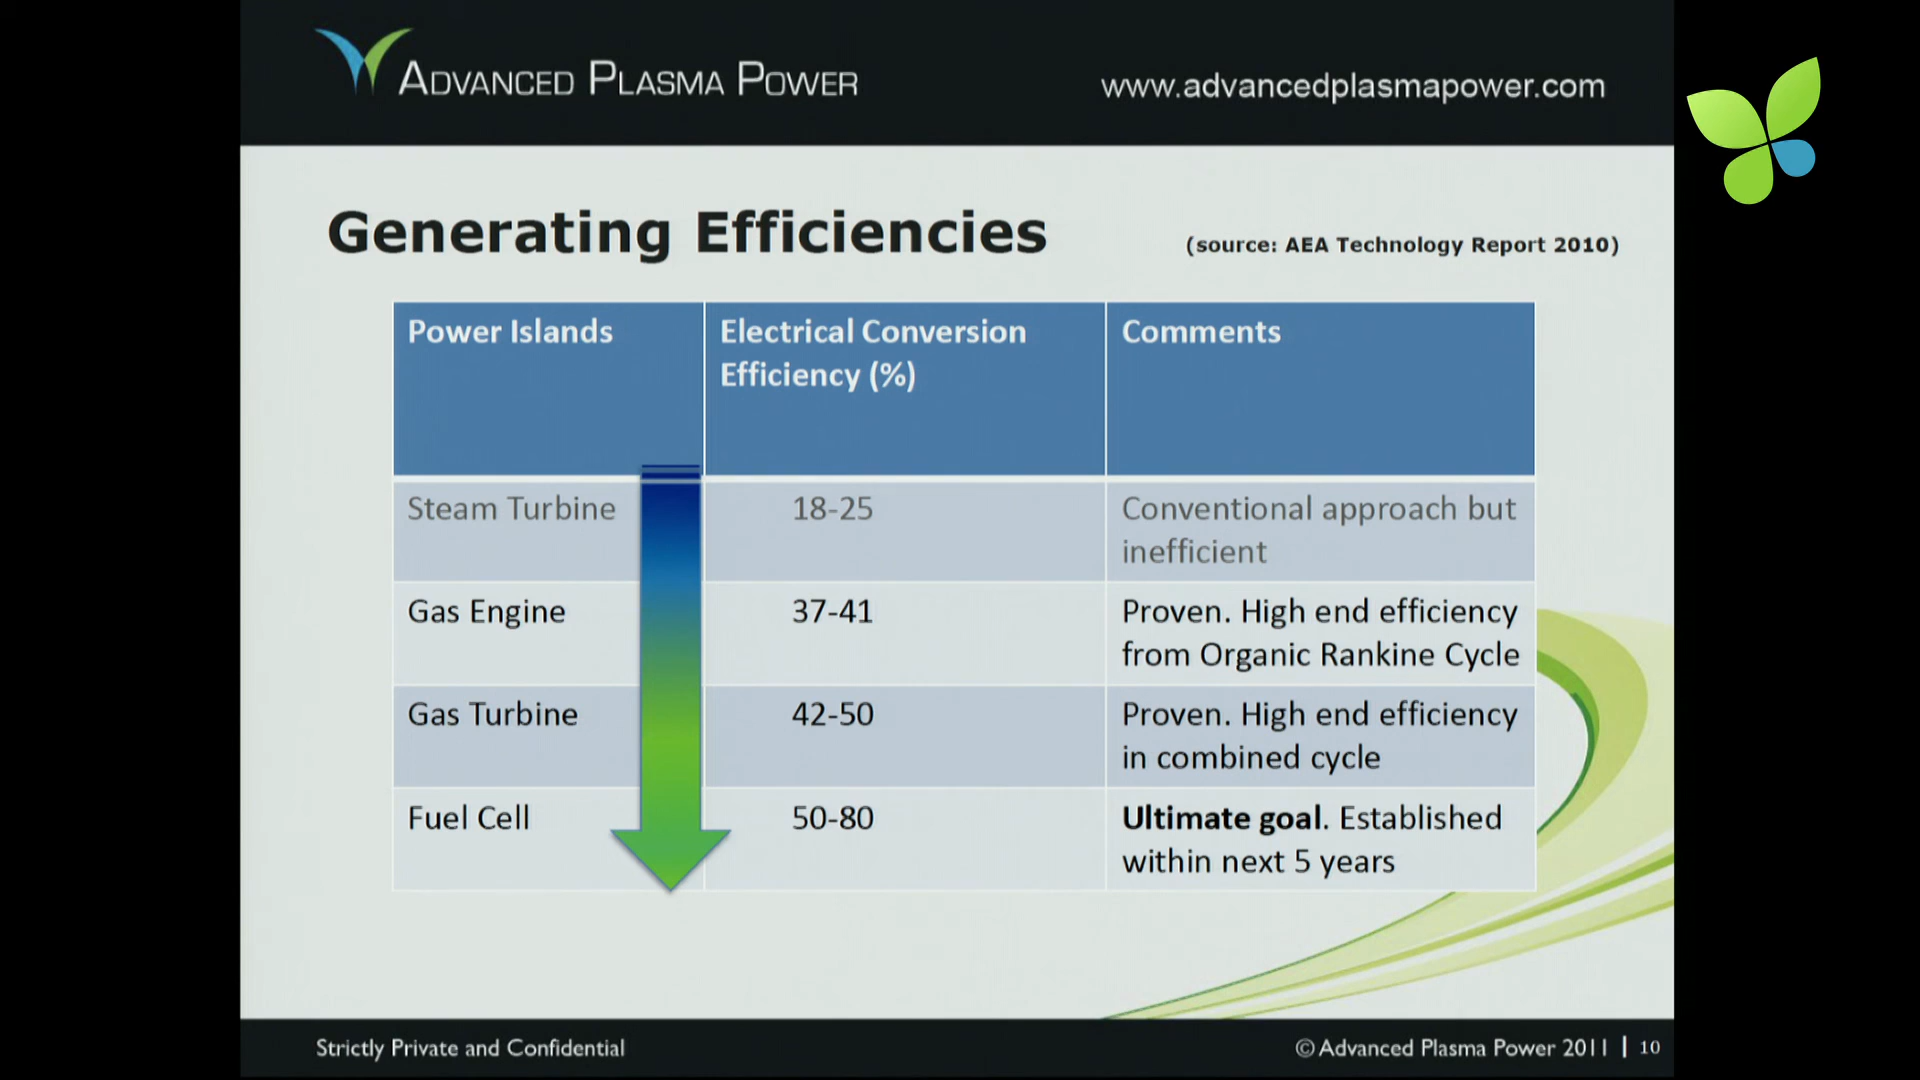 ADVANCED PLASMA POWER
www.advancedplasmapower.com
Generating Efficiencies
(source: AEA Technology Report 2010)
Power Islands
Electrical Conversion
Efficiency (%)
Comments
Steam Turbine
18-25
Conventional approach but
inefficient
Gas Engine
37-41
Proven. High end efficiency
from Organic Rankine Cycle
Gas Turbine
42-50
Proven. High end efficiency
in combined cycle
Fuel Cell
50-80
Ultimate goal. Established
within next 5 years
Strictly Private and Confidential
© Advanced Plasma Power 2011 | 10